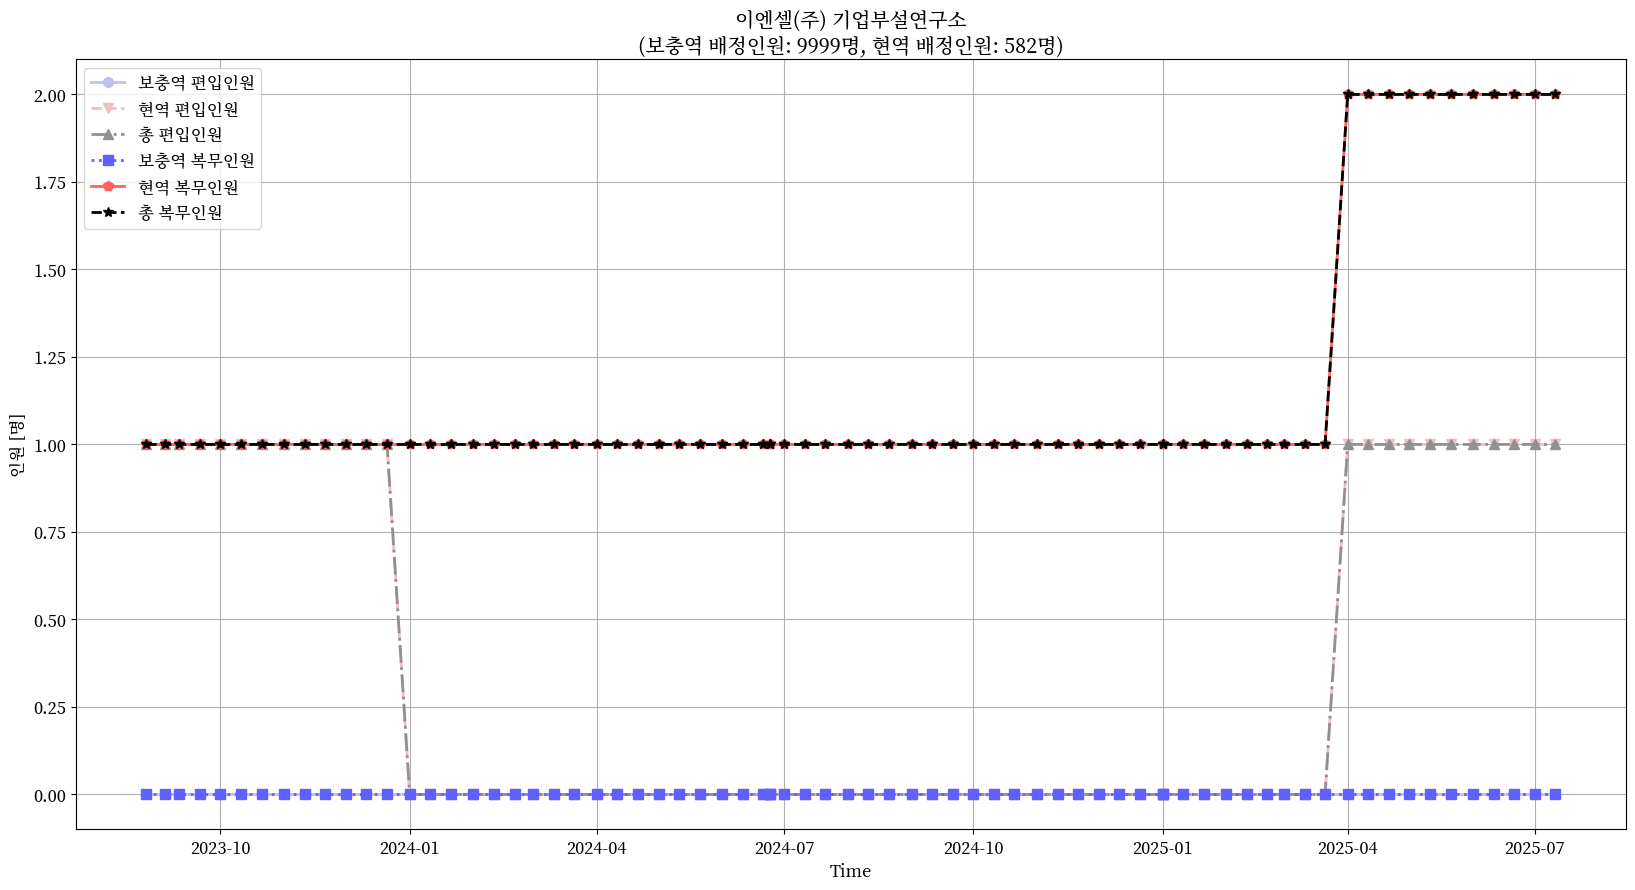 이엔셀(주) 기업부설연구소
(보충역 배정인원: 9999명, 현역 배정인원: 582명)
보충역 편입인원
현역 편입인원
총 편입인원
보충역 복무인원
현역 복무인원
총 복무인원
2.00
1.75
1.50
1.25
1.00
0.75
0.50
0.25
0.00
인원 [명]
2023-10
2024-01
2024-04
2024-07
2024-10
2025-01
2025-04
2025-07
Time